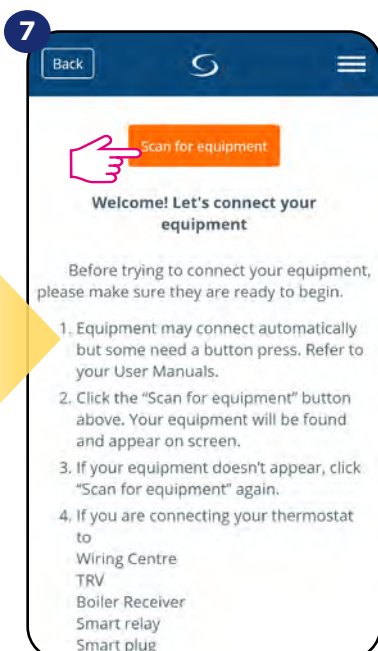 7
Back
Scan for equipment
Welcome! Let's connect your
equipment
Before trying to connect your equipment,
please make sure they are ready to begin.
1. Equipment may connect automatically
but some need a button press. Refer to
your User Manuals.
2. Click the “Scan for equipment” button
above. Your equipment will be found
and appear on screen.
3. If your equipment doesn't appear, click
“Scan for equipment” again.
4. If you are connecting your thermostat
to
Wiring Centre
TRV
Boiler Receiver
Smart relay
Smart plug